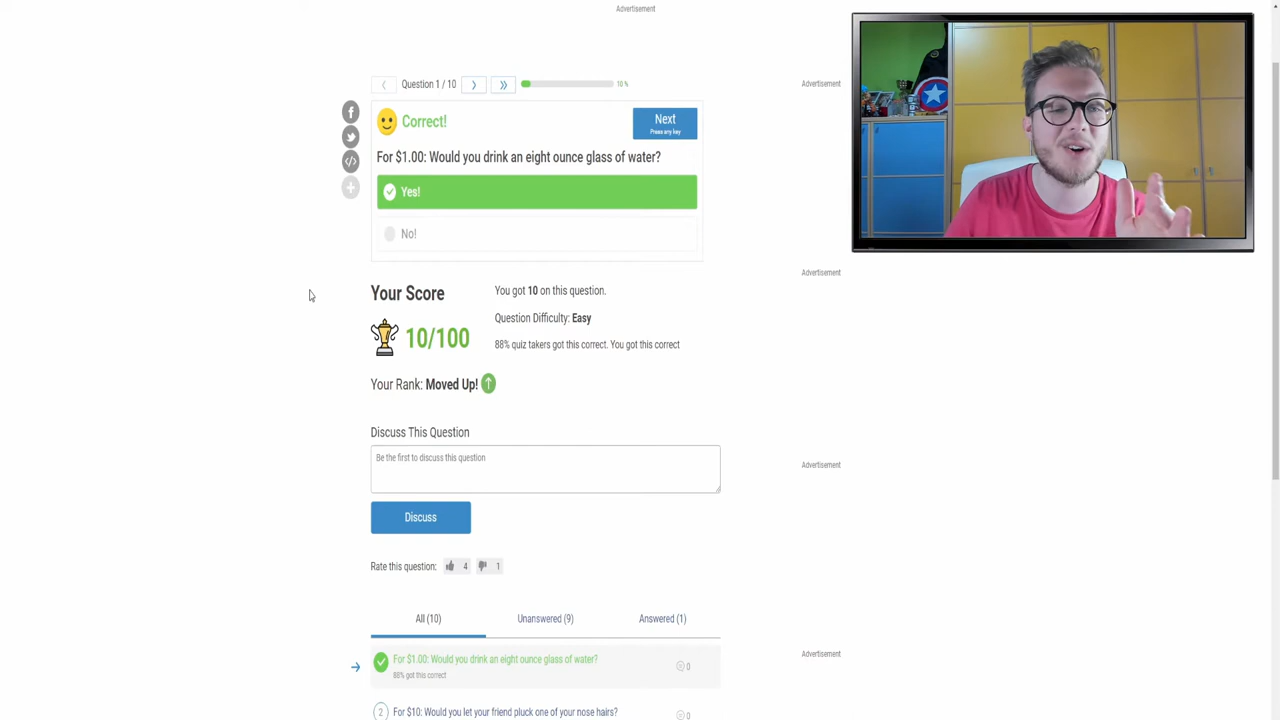 Advertisement
Question 1 / 10
10 %
Advertisement
Correct!
Next
Press any key
For $1.00: Would you drink an eight ounce glass of water?
Yes!
No!
Advertisement
Your Score
You got 10 on this question.
10/100
Question Difficulty: Easy
88% quiz takers got this correct. You got this correct
Your Rank: Moved Up!
Discuss This Question
Be the first to discuss this question
Advertisement
Discuss
Rate this question:
4
1
All (10)
Unanswered (9)
Answered (1)
For $1.00: Would you drink an eight ounce glass of water?
0
88% got this correct
Advertisement
2
For $10: Would you let your friend pluck one of your nose hairs?
0